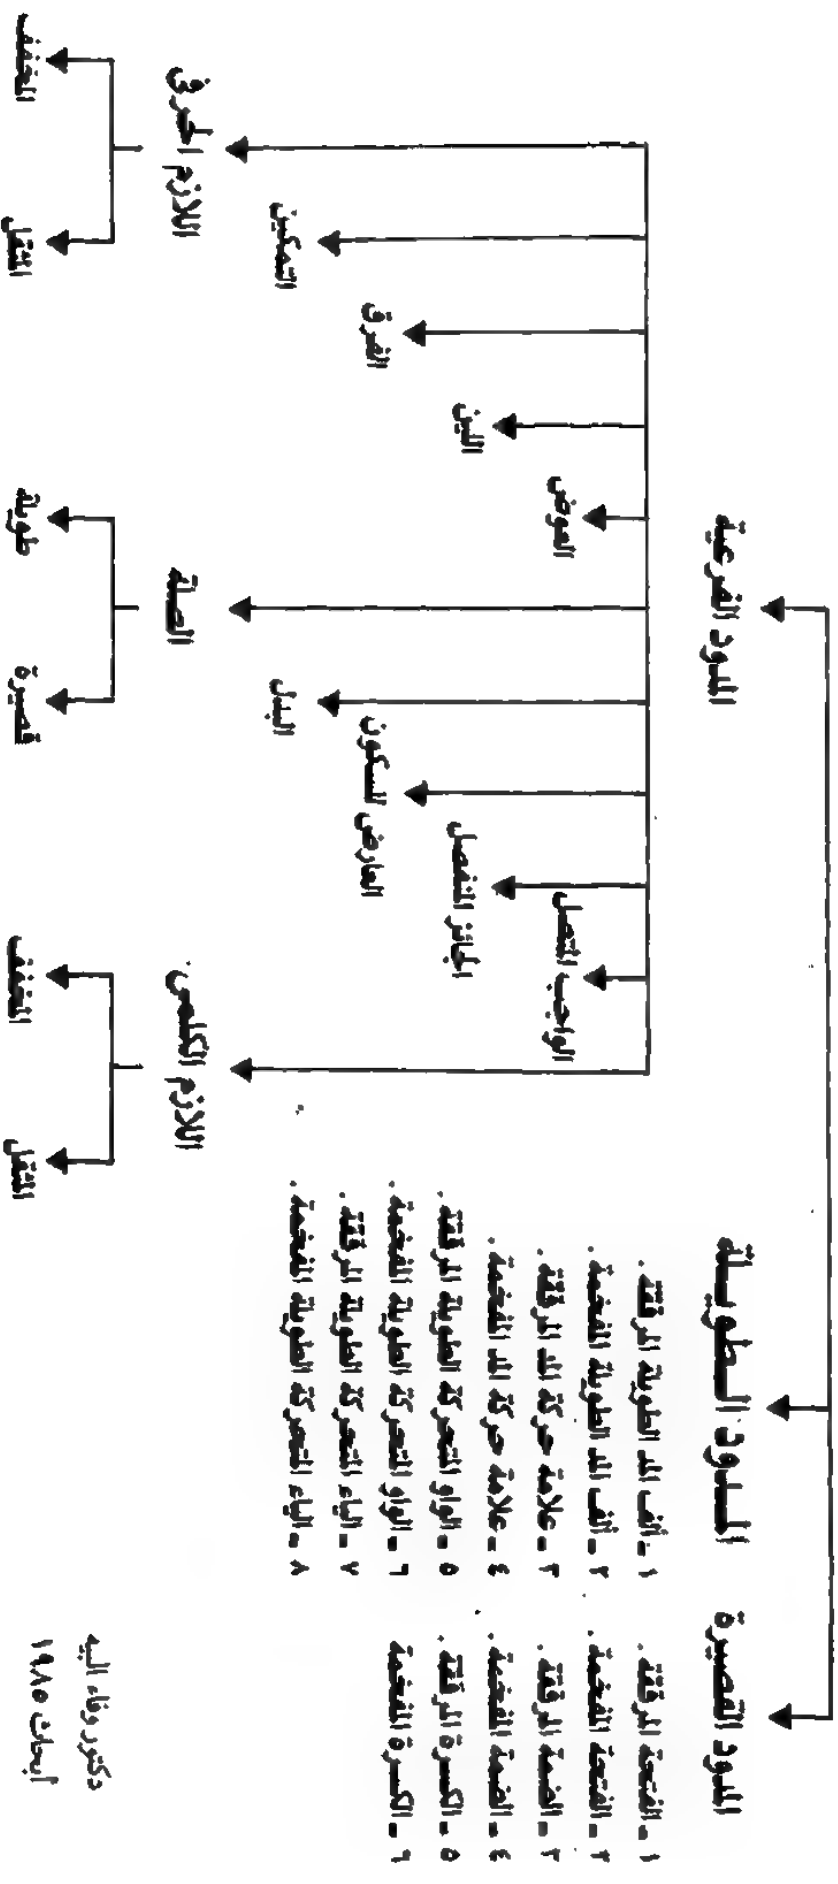 المدود القصيرة
١ ـ الفتحة المرققة .
٢ ـ الفتحة المفخمة .
٣ ـ الضمة المرققة .
٤ ـ الضمة المفخمة .
٥ ـ الكسرة المرققة .
٦ ـ الكسرة المفخمة
المدود الطويلة
١ ـ ألف المد الطويلة المرققة .
٢ ـ ألف المد الطويلة المفخمة .
٣ ـ علامة حركة المد المرققة .
٤ ـ علامة حركة المد المفخمة .
٥ ـ الواو المتحركة الطويلة المرققة .
٦ ـ الواو المتحركة الطويلة المفخمة .
٧ ـ الياء المتحركة الطويلة المرققة .
٨ ـ الياء المتحركة الطويلة المفخمة .
المدود الفرعية
الواجب المتصل
الجائز المنفصل
العارض للسكون
البدل
العوض
اللين
الفرق
التمكين
اللازم الكلمي
المثقل
المخفف
الصلة
قصيرة
طويلة
اللازم الحرفي
المثقل
المخفف
دكتور وفاء البيه
أبحاث ١٩٨٥